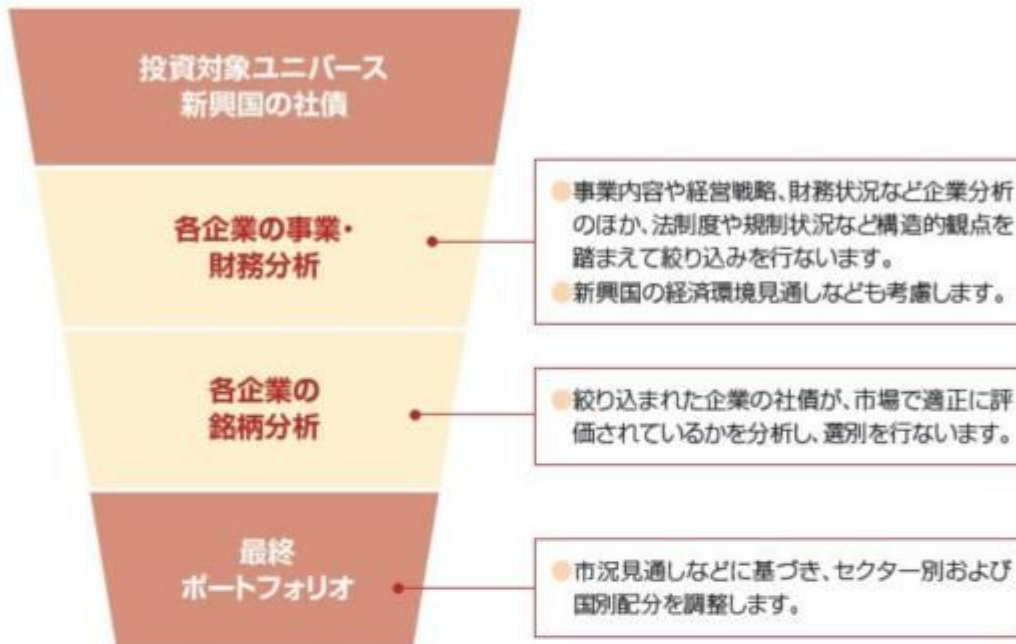 投資対象ユニバース
新興国の社債
各企業の事業・
財務分析
●事業内容や経営戦略、財務状況など企業分析
のほか、法制度や規制状況など構造的観点を
踏まえて絞り込みを行ないます。
●新興国の経済環境見通しなども考慮します。
各企業の
銘柄分析
●絞り込まれた企業の社債が、市場で適正に評
価されているかを分析し、選別を行ないます。
最終
ポートフォリオ
●市況見通しなどに基づき、セクター別および
国別配分を調整します。